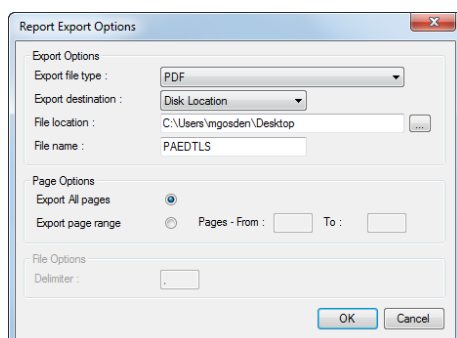 Report Export Options
Export Options
Export file type :
PDF
Export destination :
Disk Location
File location :
C:\Users\mgosden\Desktop
...
File name :
PAEDTLS
Page Options
Export All pages
Export page range
Pages - From :
To :
File Options
Delimiter :
,
OK
Cancel